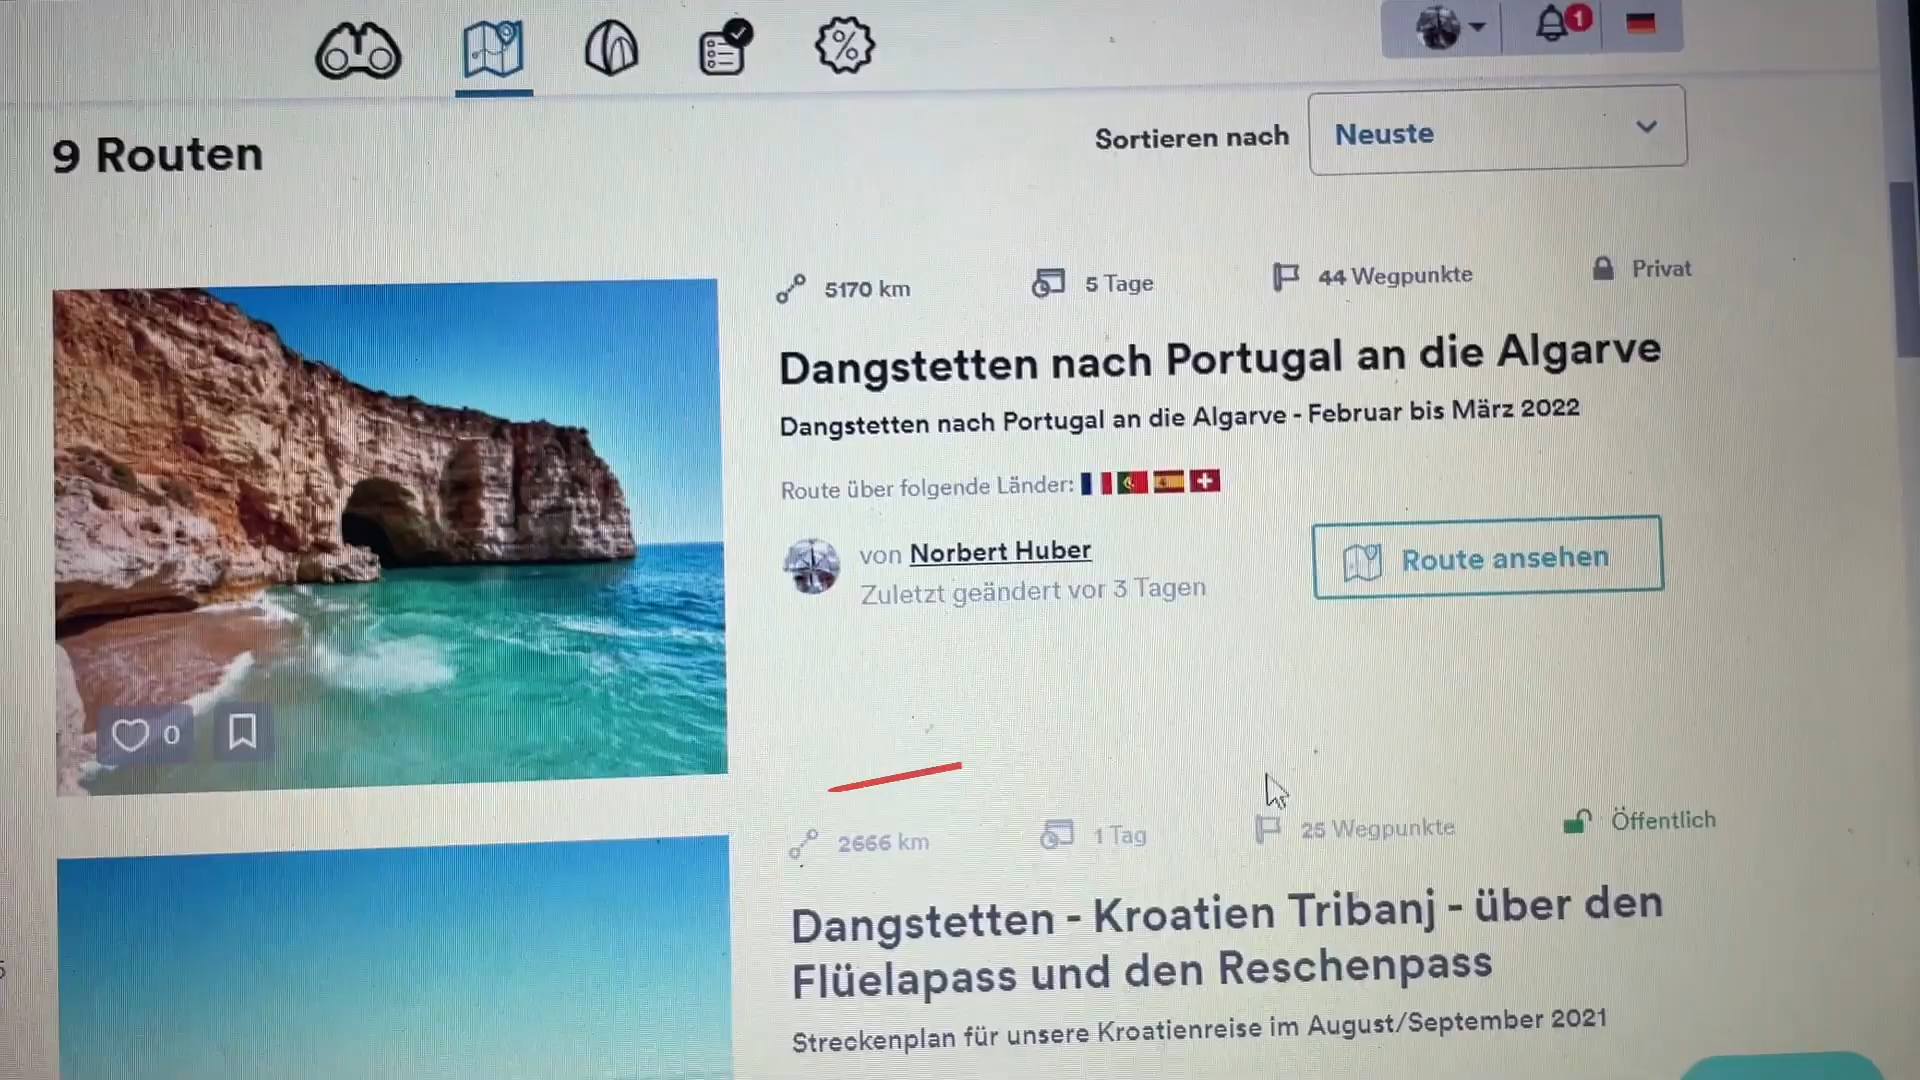 1
9 Routen
Sortieren nach
Neuste
5170 km
5 Tage
44 Wegpunkte
Privat
Dangstetten nach Portugal an die Algarve
Dangstetten nach Portugal an die Algarve - Februar bis März 2022
Route über folgende Länder:
von Norbert Huber
Zuletzt geändert vor 3 Tagen
Route ansehen
0
2666 km
1 Tag
25 Wegpunkte
Öffentlich
Dangstetten - Kroatien Tribanj - über den
Flüelapass und den Reschenpass
Streckenplan für unsere Kroatienreise im August/September 2021